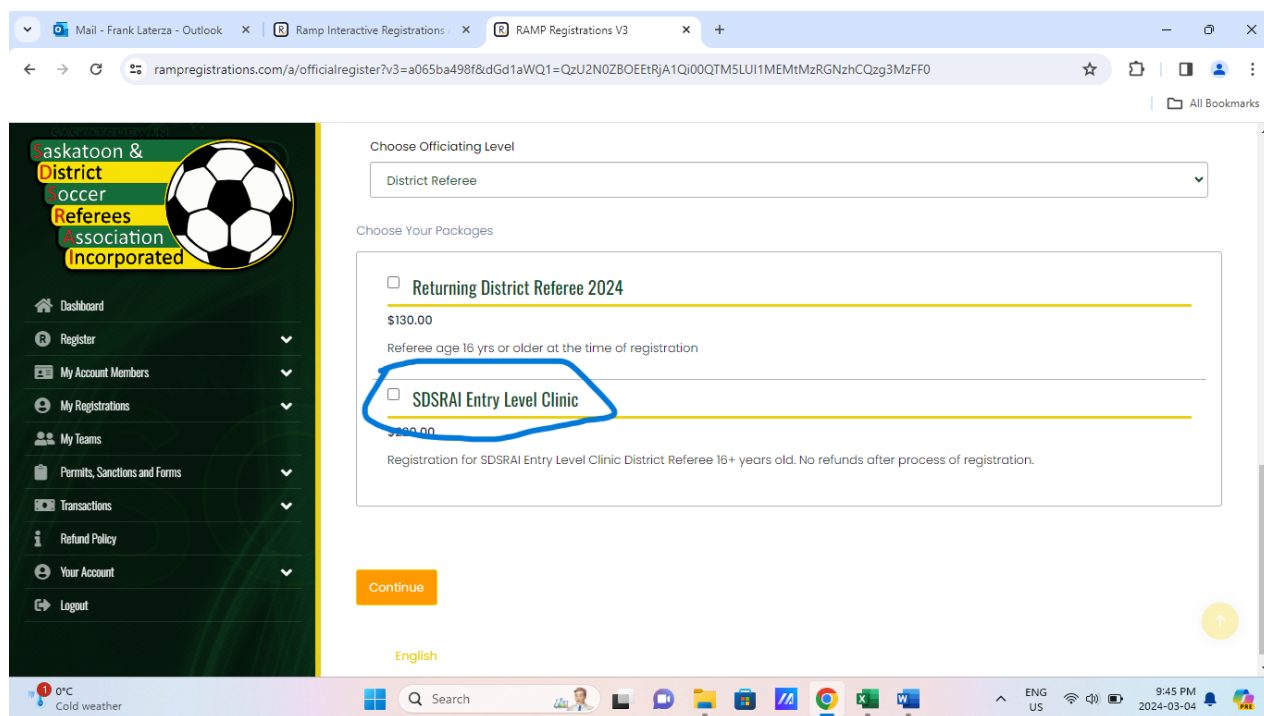 Mail - Frank Laterza - Outlook
Ramp Interactive Registrations
RAMP Registrations V3
rampregistrations.com/a/officialregister?v3=a065ba498f&dGd1aWQ1=QzU2N0ZBOEEtRjA1Qi00QTM5LUI1MEMtMzRGNzhCQzg3MzFF0
All Bookmarks
SASKATCHEWAN
Saskatoon &
District
Soccer
Referees
Association
Incorporated
Dashboard
Register
My Account Members
My Registrations
My Teams
Permits, Sanctions and Forms
Transactions
Refund Policy
Your Account
Logout
Choose Officiating Level
District Referee
Choose Your Packages
Returning District Referee 2024
$130.00
Referee age 16 yrs or older at the time of registration
SDSRAI Entry Level Clinic
Registration for SDSRAI Entry Level Clinic District Referee 16+ years old. No refunds after process of registration.
Continue
English
1
0°C
Cold weather
Search
ENG
US
9:45 PM
2024-03-04
PRE